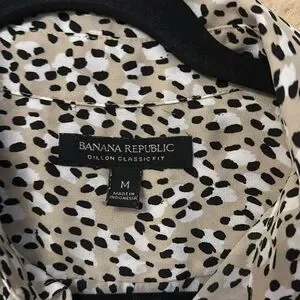 BANANA REPUBLIC
DILLON CLASSIC FIT
M
MADE IN
INDONESIA